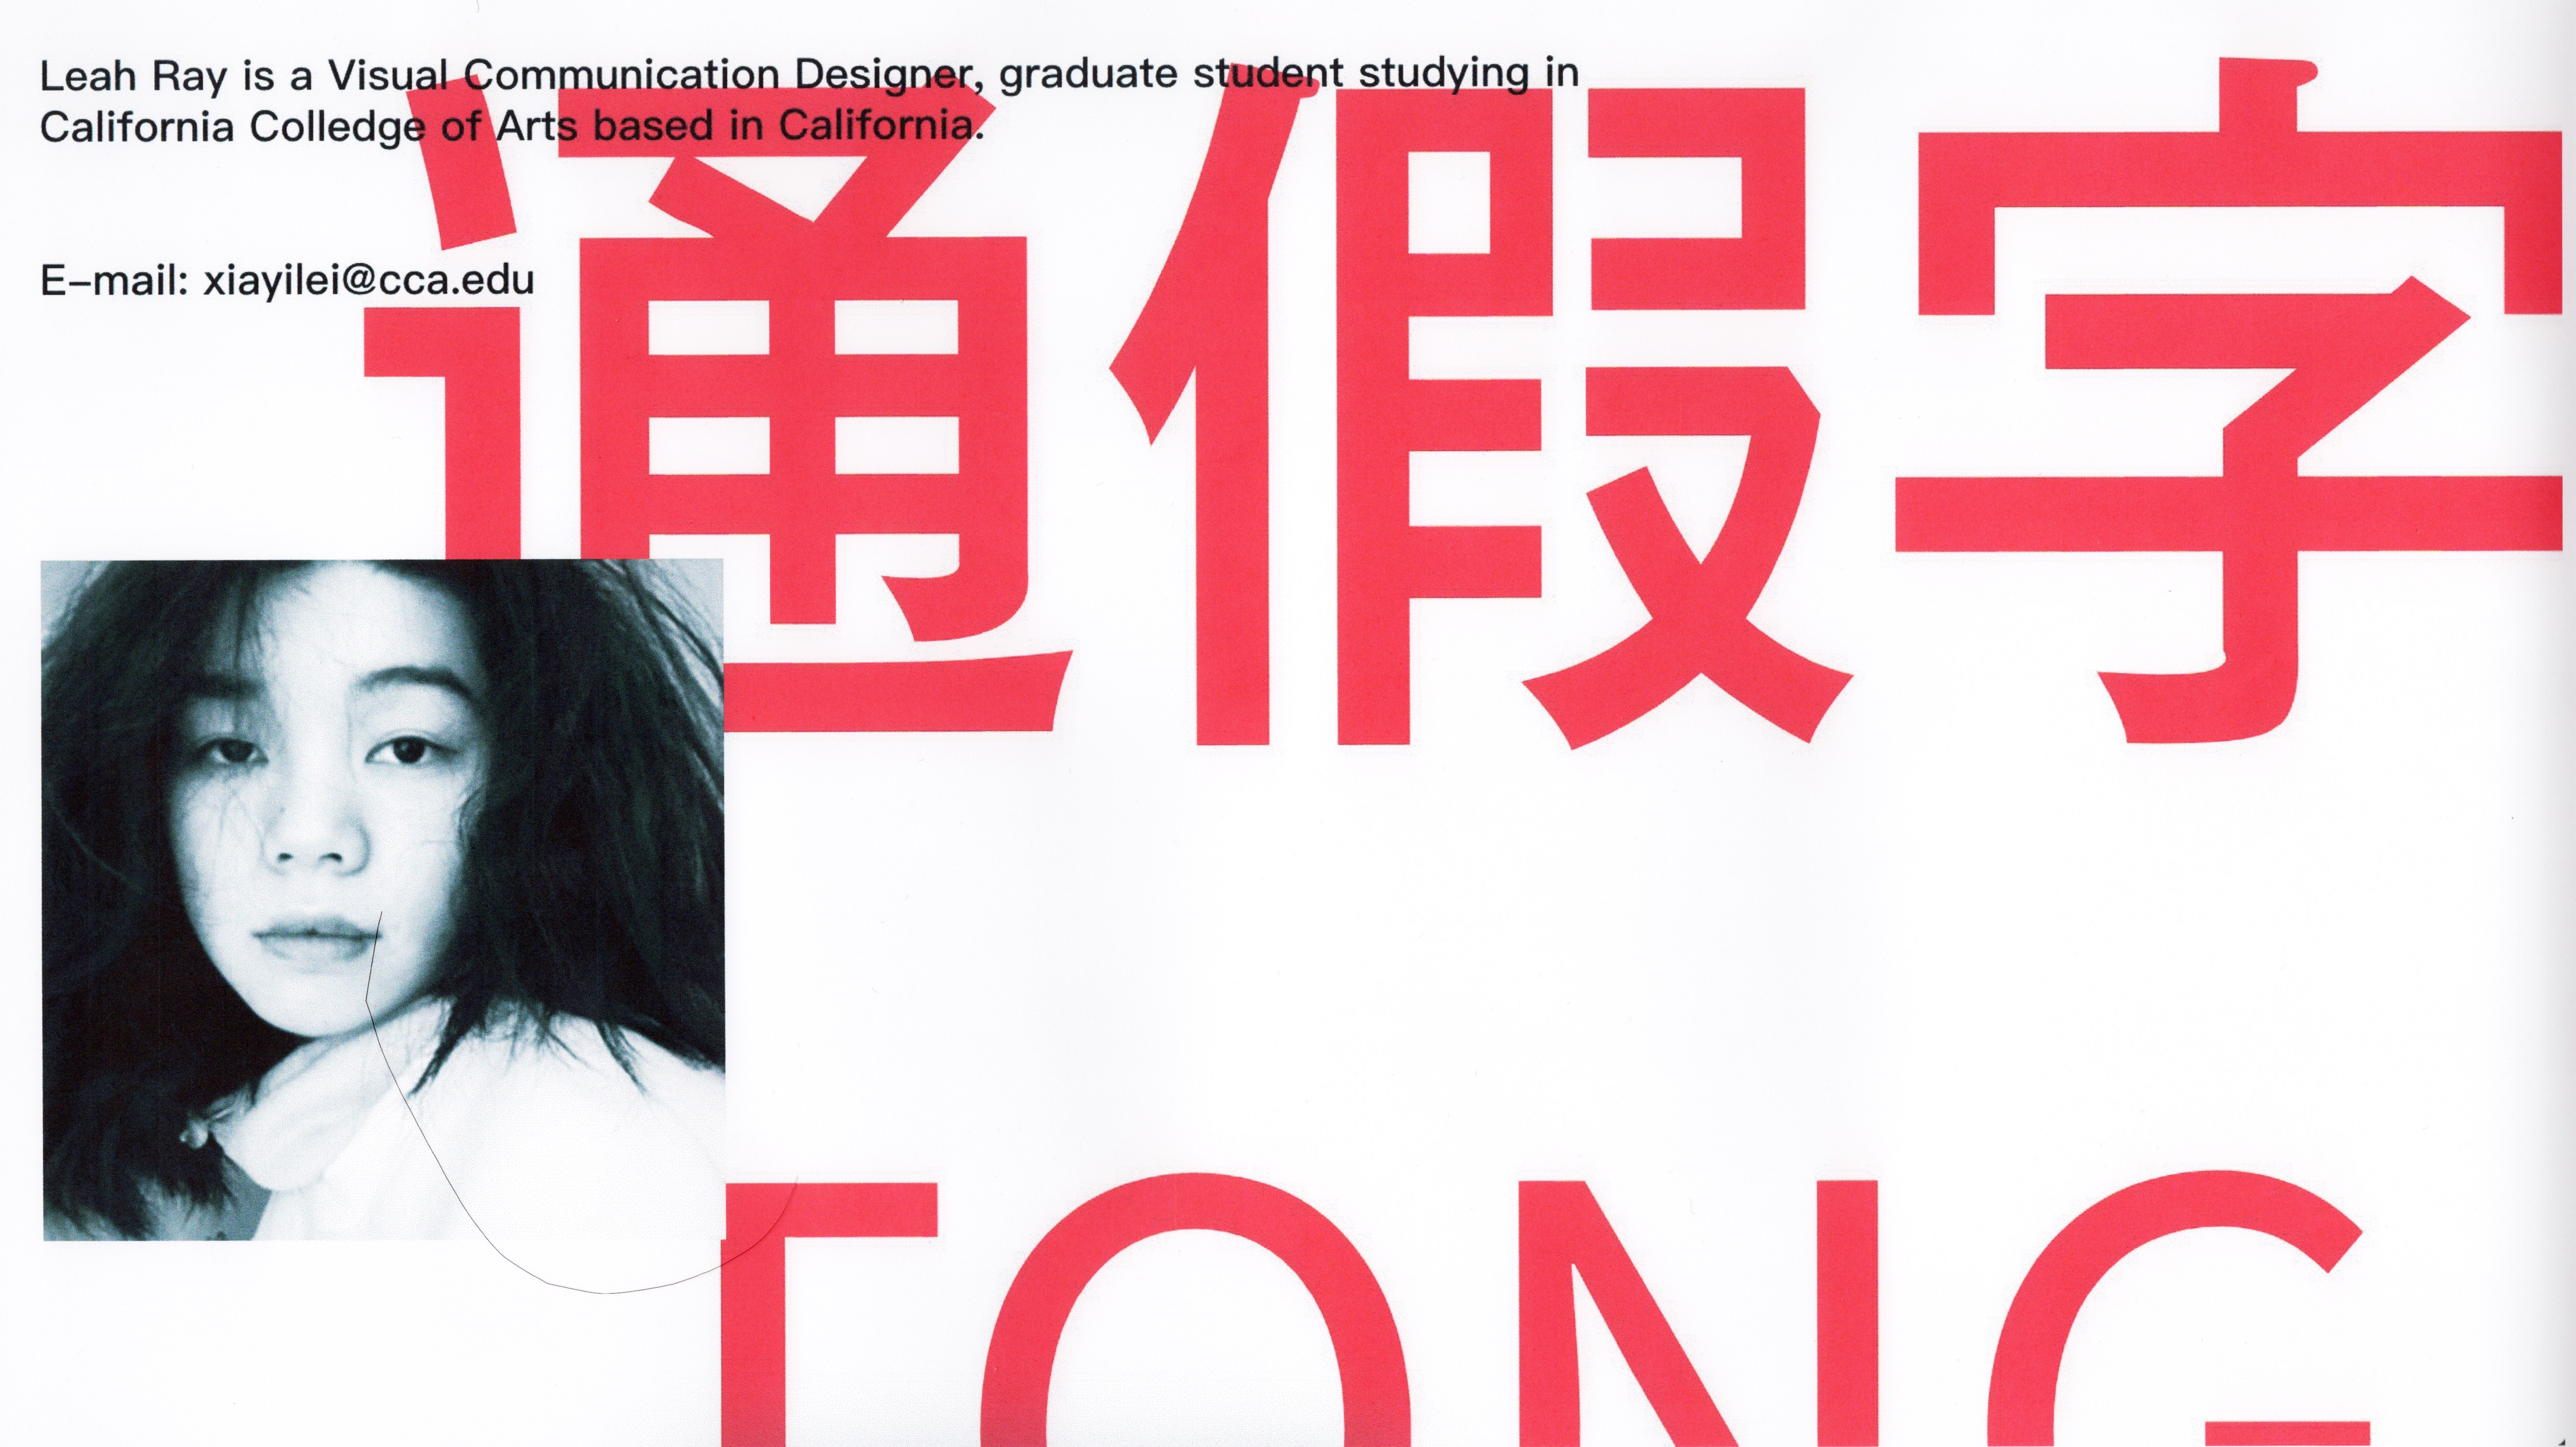 Leah Ray is a Visual Communication Designer, graduate student studying in
California Colledge of Arts based in California.
E-mail: xiayilei@cca.edu
通假字
TONG